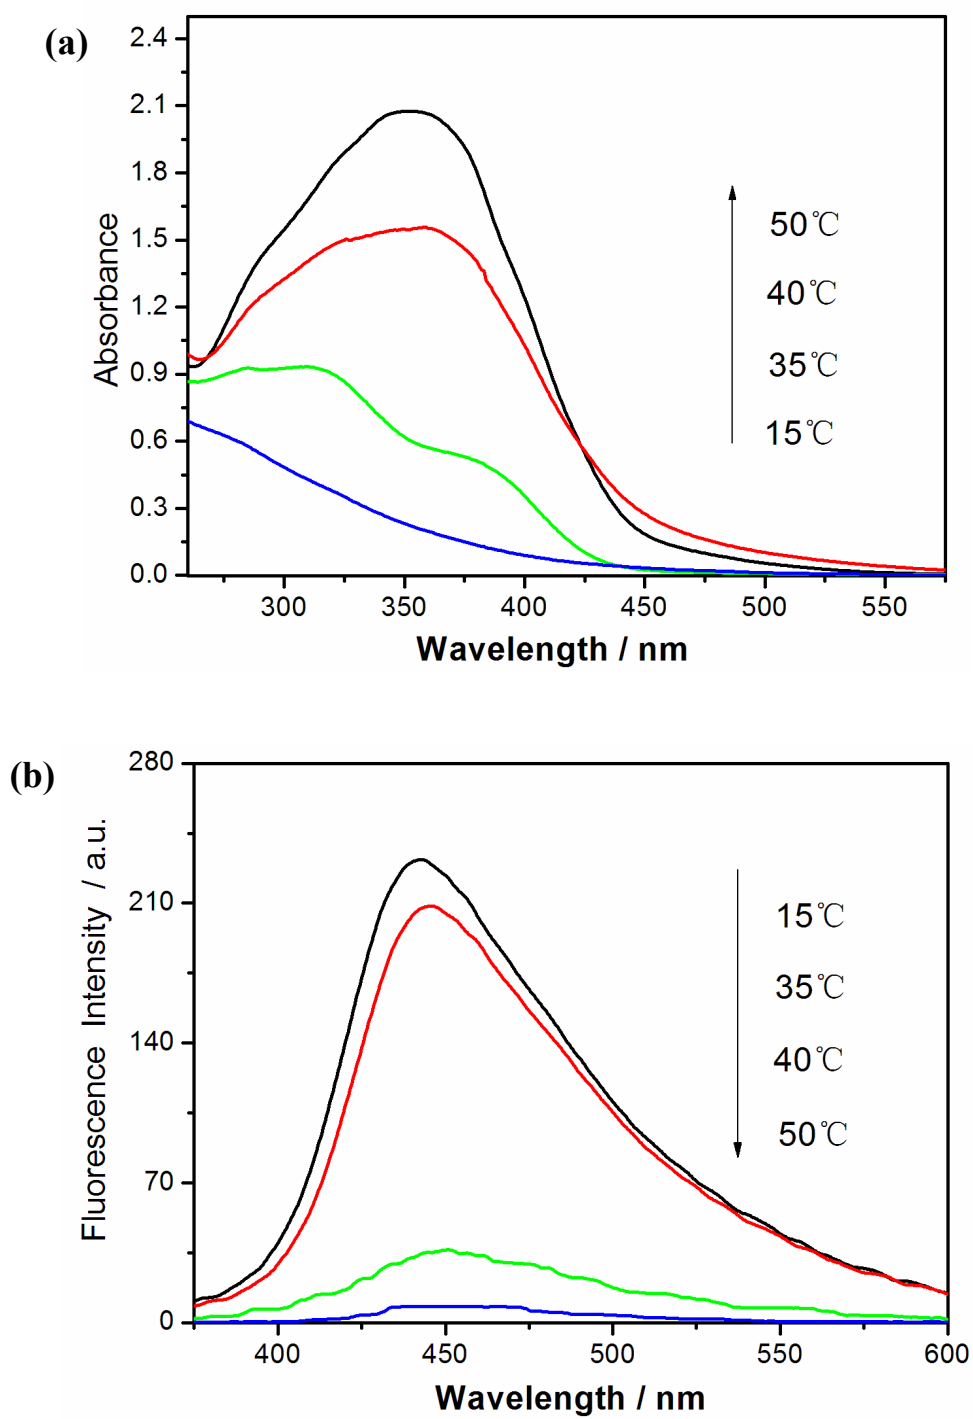 (a)
2.4
2.1
1.8
1.5
1.2
0.9
0.6
0.3
0.0
Absorbance
50℃
40℃
35℃
15℃
300 350 400 450 500 550
Wavelength / nm
(b)
280
210
140
70
0
Fluorescence Intensity / a.u.
15℃
35℃
40℃
50℃
400 450 500 550 600
Wavelength / nm